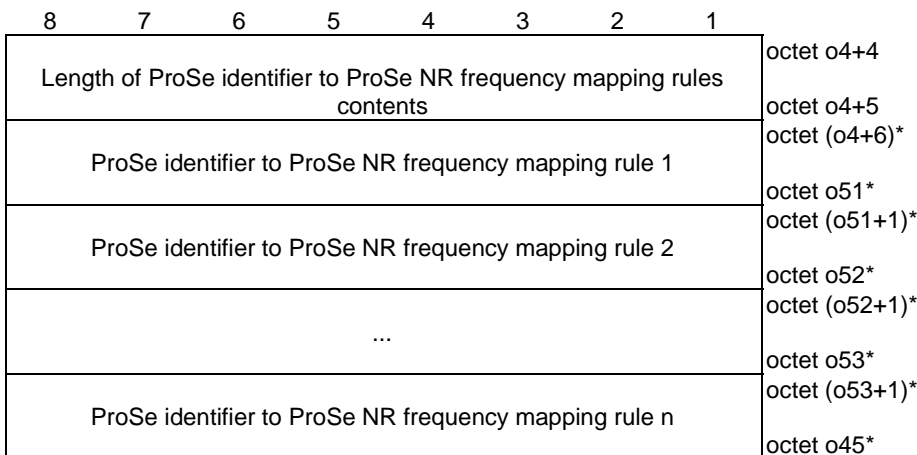 8 7 6 5 4 3 2 1
octet o4+4
Length of ProSe identifier to ProSe NR frequency mapping rules
contents
octet o4+5
octet (o4+6)*
ProSe identifier to ProSe NR frequency mapping rule 1
octet o51*
octet (o51+1)*
ProSe identifier to ProSe NR frequency mapping rule 2
octet o52*
octet (o52+1)*
...
octet o53*
octet (o53+1)*
ProSe identifier to ProSe NR frequency mapping rule n
octet o45*